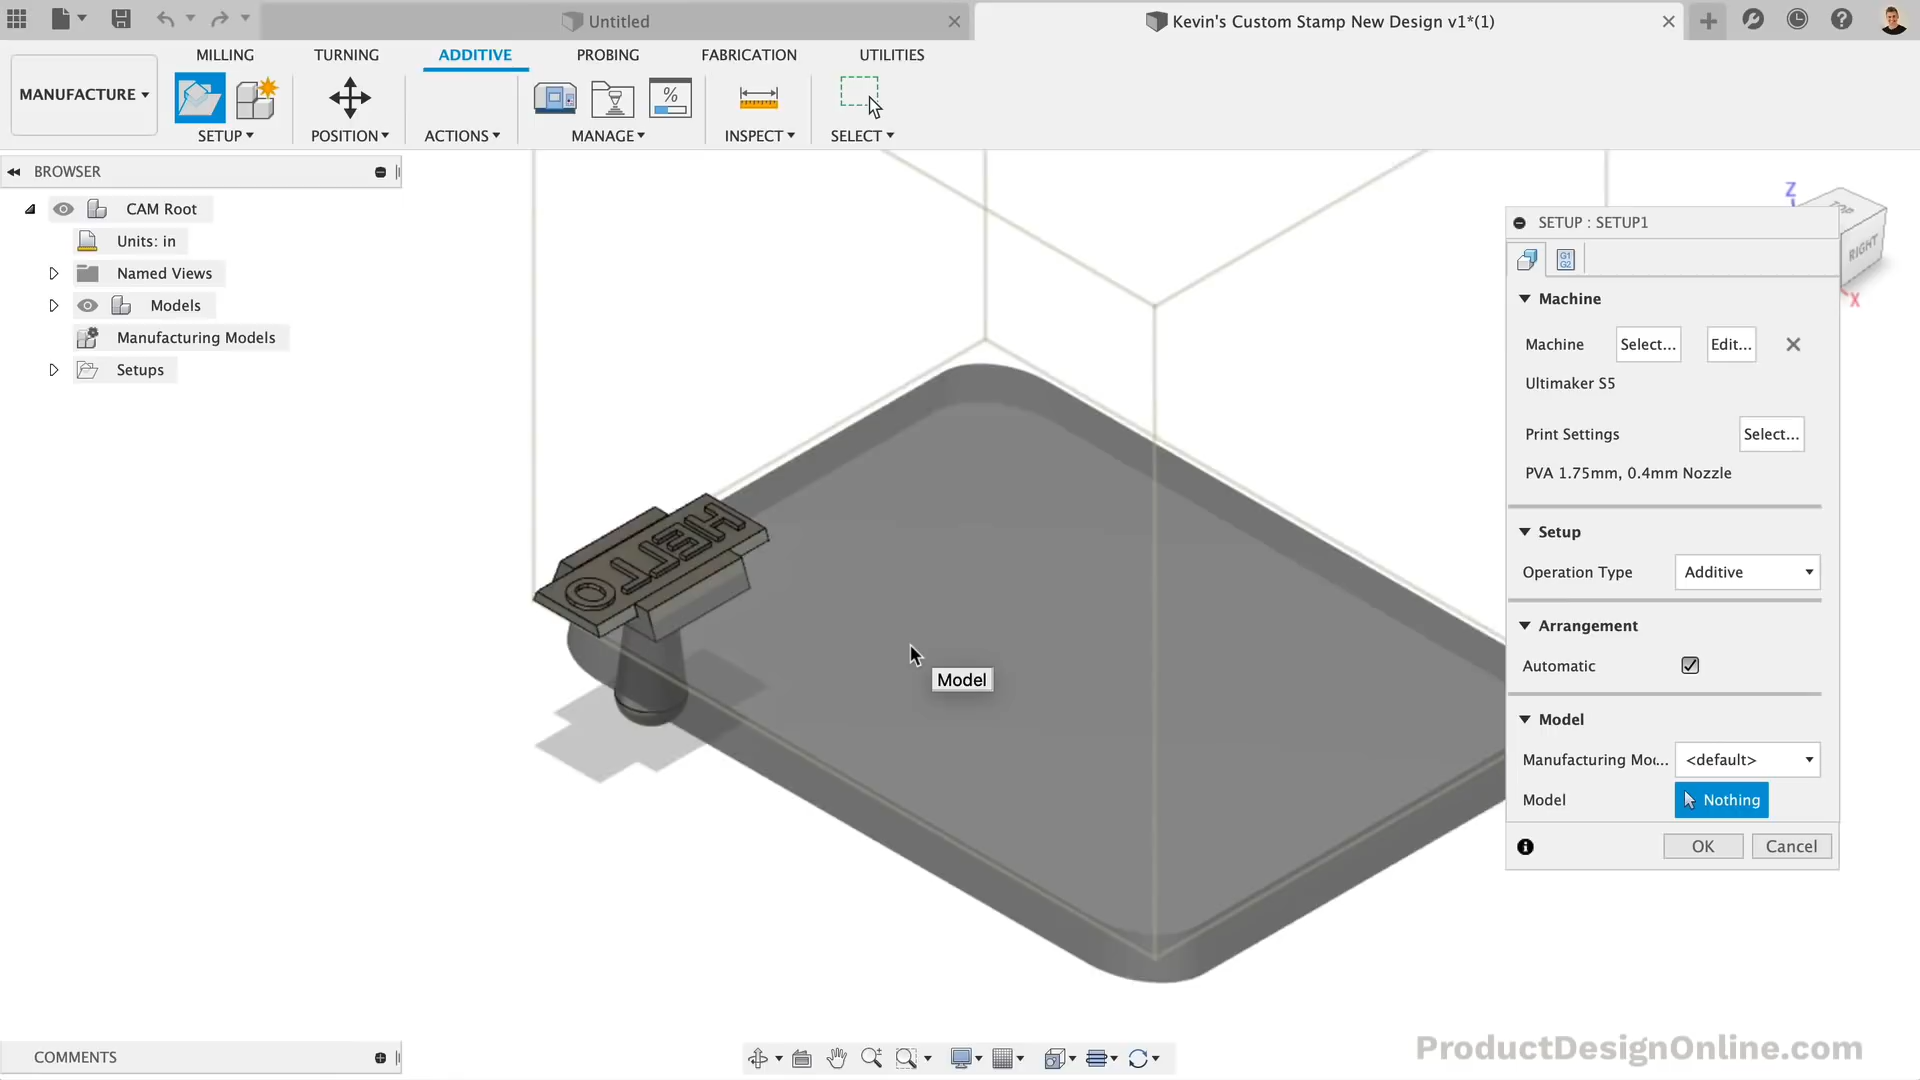 Untitled
Kevin's Custom Stamp New Design v1*(1)
MILLING
TURNING
ADDITIVE
PROBING
FABRICATION
UTILITIES
MANUFACTURE
%
SETUP
POSITION
ACTIONS
MANAGE
INSPECT
SELECT
BROWSER
CAM Root
Units: in
Named Views
Models
Manufacturing Models
Setups
HELLO
Model
Z
TOP
RIGHT
X
SETUP : SETUP1
G1
G2
Machine
Machine
Select...
Edit...
Ultimaker S5
Print Settings
Select...
PVA 1.75mm, 0.4mm Nozzle
Setup
Operation Type
Additive
Arrangement
Automatic
Model
Manufacturing Mo...
<default>
Model
Nothing
OK
Cancel
COMMENTS
ProductDesignOnline.com